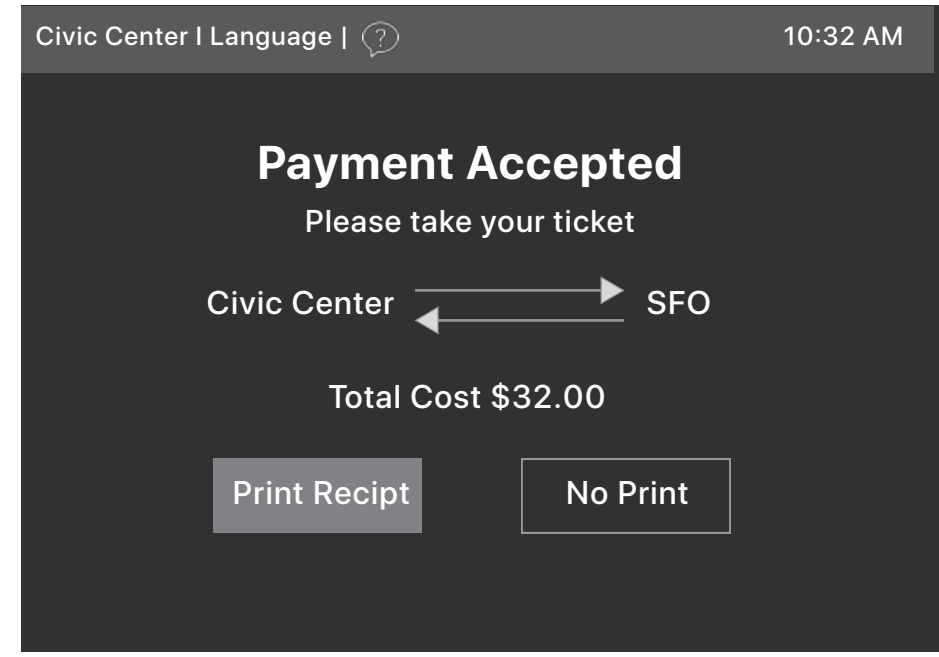 Civic Center I Language | ?
10:32 AM
Payment Accepted
Please take your ticket
Civic Center SFO
Total Cost $32.00
Print Recipt No Print